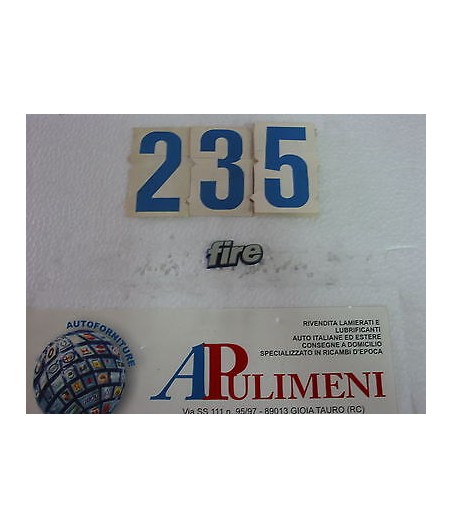 235
fire
AUTOFORNITURE
RIVENDITA LAMIERATI E
LUBRIFICANTI
AUTO ITALIANE ED ESTERE
CONSEGNE A DOMICILIO
SPECIALIZZATO IN RICAMBI D'EPOCA
APULIMENI
Via SS 111 n. 95/97 - 89013 GIOIA TAURO (RC)